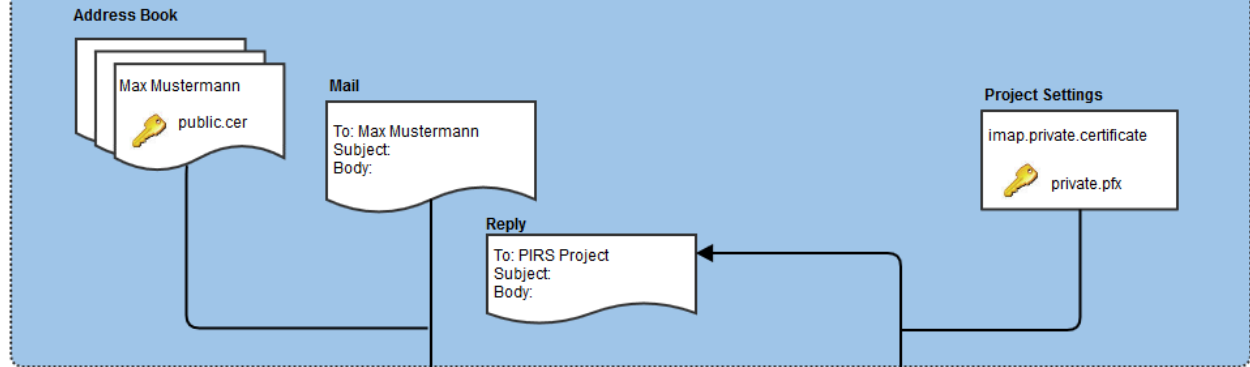 Address Book
Max Mustermann
public.cer
Mail
To: Max Mustermann
Subject:
Body:
Reply
To: PIRS Project
Subject:
Body:
Project Settings
imap.private.certificate
private.pfx